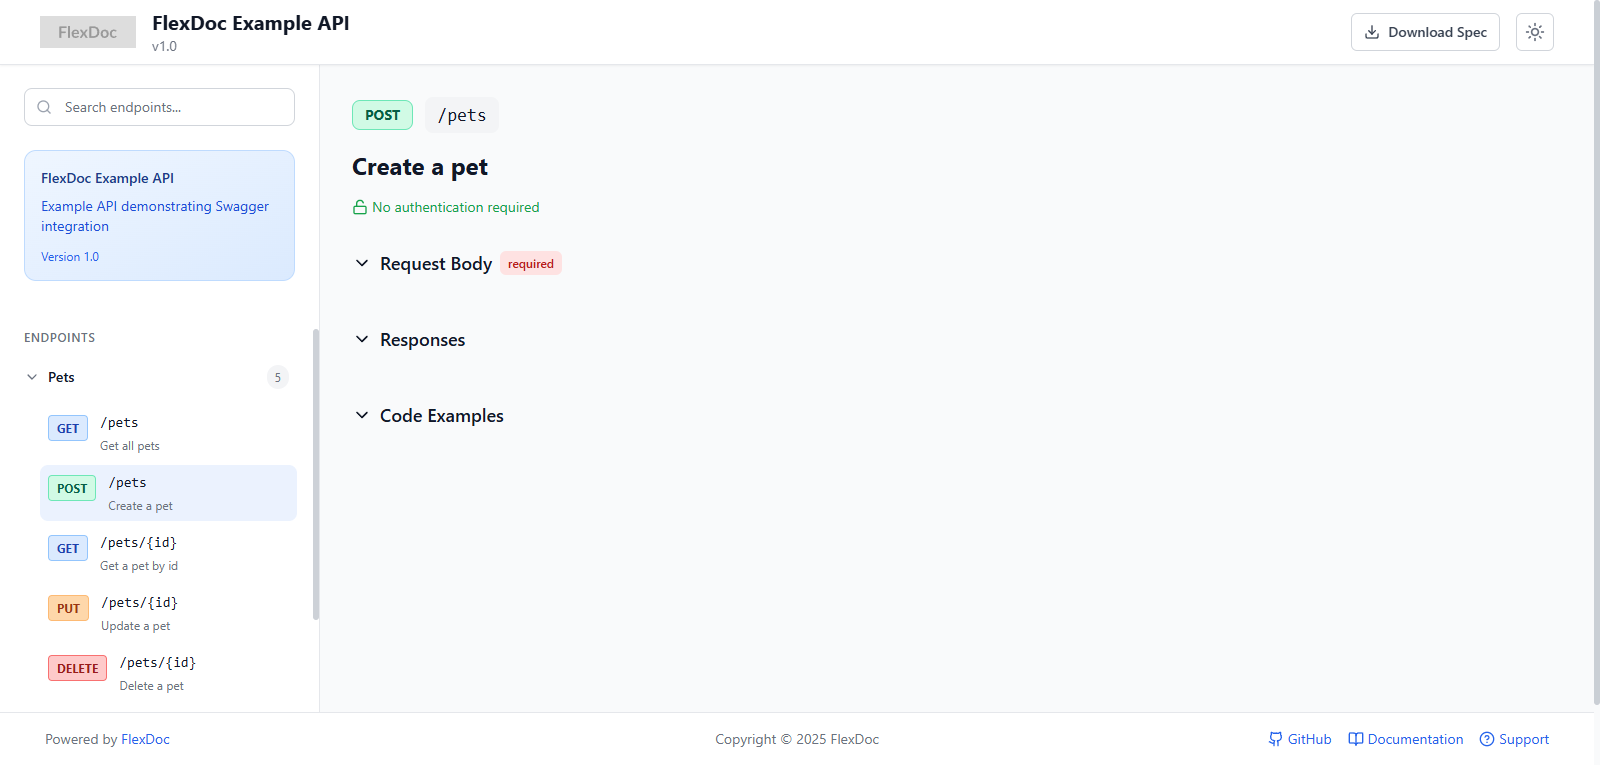 FlexDoc
FlexDoc Example API
v1.0
Download Spec
Search endpoints...
FlexDoc Example API
Example API demonstrating Swagger
integration
Version 1.0
ENDPOINTS
Pets
5
GET
/pets
Get all pets
POST
/pets
Create a pet
GET
/pets/{id}
Get a pet by id
PUT
/pets/{id}
Update a pet
DELETE
/pets/{id}
Delete a pet
POST
/pets
Create a pet
No authentication required
Request Body required
Responses
Code Examples
Powered by FlexDoc
Copyright © 2025 FlexDoc
GitHub
Documentation
Support